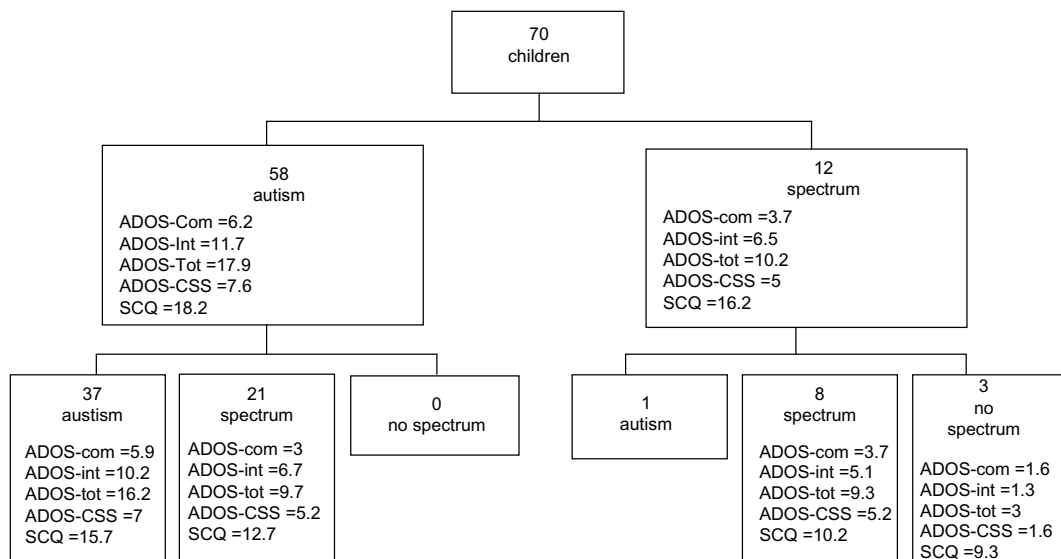 70
children
58
autism
ADOS-Com =6.2
ADOS-Int =11.7
ADOS-Tot =17.9
ADOS-CSS =7.6
SCQ =18.2
12
spectrum
ADOS-com =3.7
ADOS-int =6.5
ADOS-tot =10.2
ADOS-CSS =5
SCQ =16.2
37
austism
ADOS-com =5.9
ADOS-int =10.2
ADOS-tot =16.2
ADOS-CSS =7
SCQ =15.7
21
spectrum
ADOS-com =3
ADOS-int =6.7
ADOS-tot =9.7
ADOS-CSS =5.2
SCQ =12.7
0
no spectrum
1
autism
8
spectrum
ADOS-com =3.7
ADOS-int =5.1
ADOS-tot =9.3
ADOS-CSS =5.2
SCQ =10.2
3
no
spectrum
ADOS-com =1.6
ADOS-int =1.3
ADOS-tot =3
ADOS-CSS =1.6
SCQ =9.3